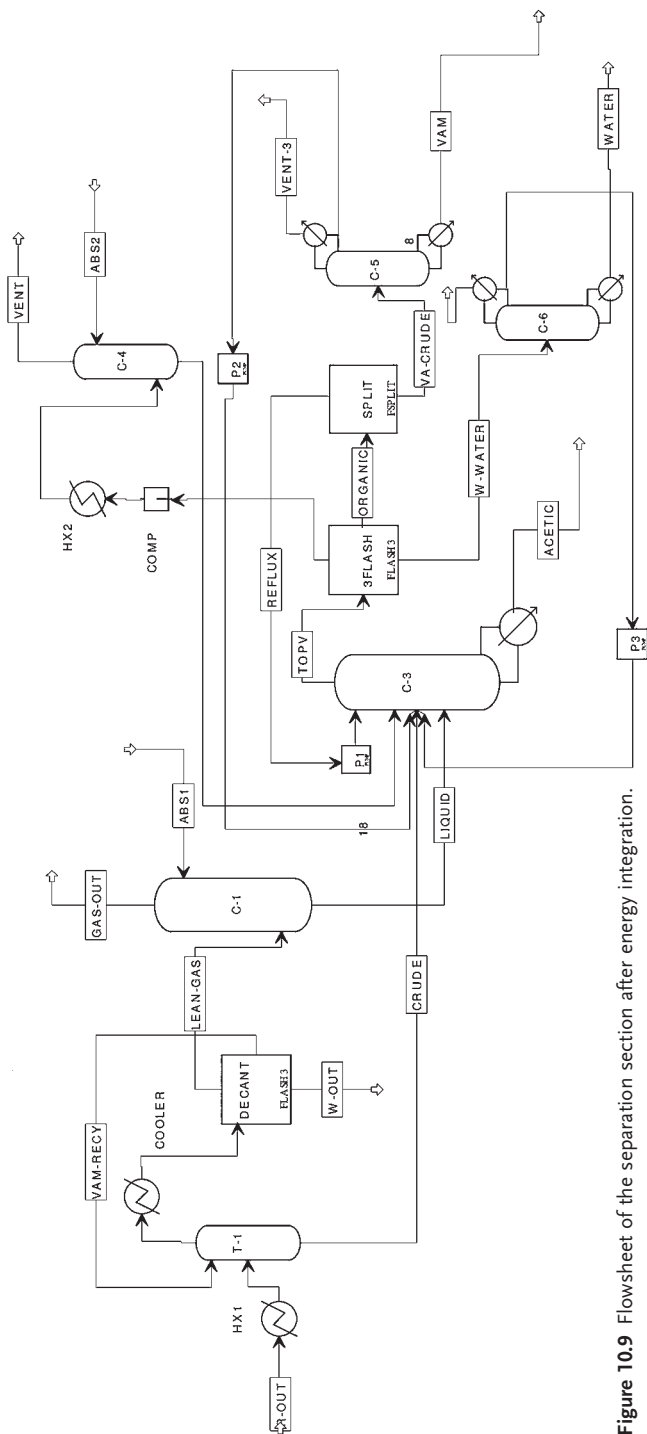 R-OUT
HX1
T-1
VAM-RECY
COOLER
DECANT
FLASH3
W-OUT
LEAN-GAS
GAS-OUT
C-1
ABS1
CRUDE
LIQUID
18
P1
REFLUX
TOPV
C-3
ACETIC
3FLASH
FLASH3
ORGANIC
SPLIT
FSPLIT
COMP
HX2
C-4
VENT
ABS2
P2
VA-CRUDE
W-WATER
C-5
8
VENT-3
VAM
C-6
WATER
P3
Figure 10.9 Flowsheet of the separation section after energy integration.